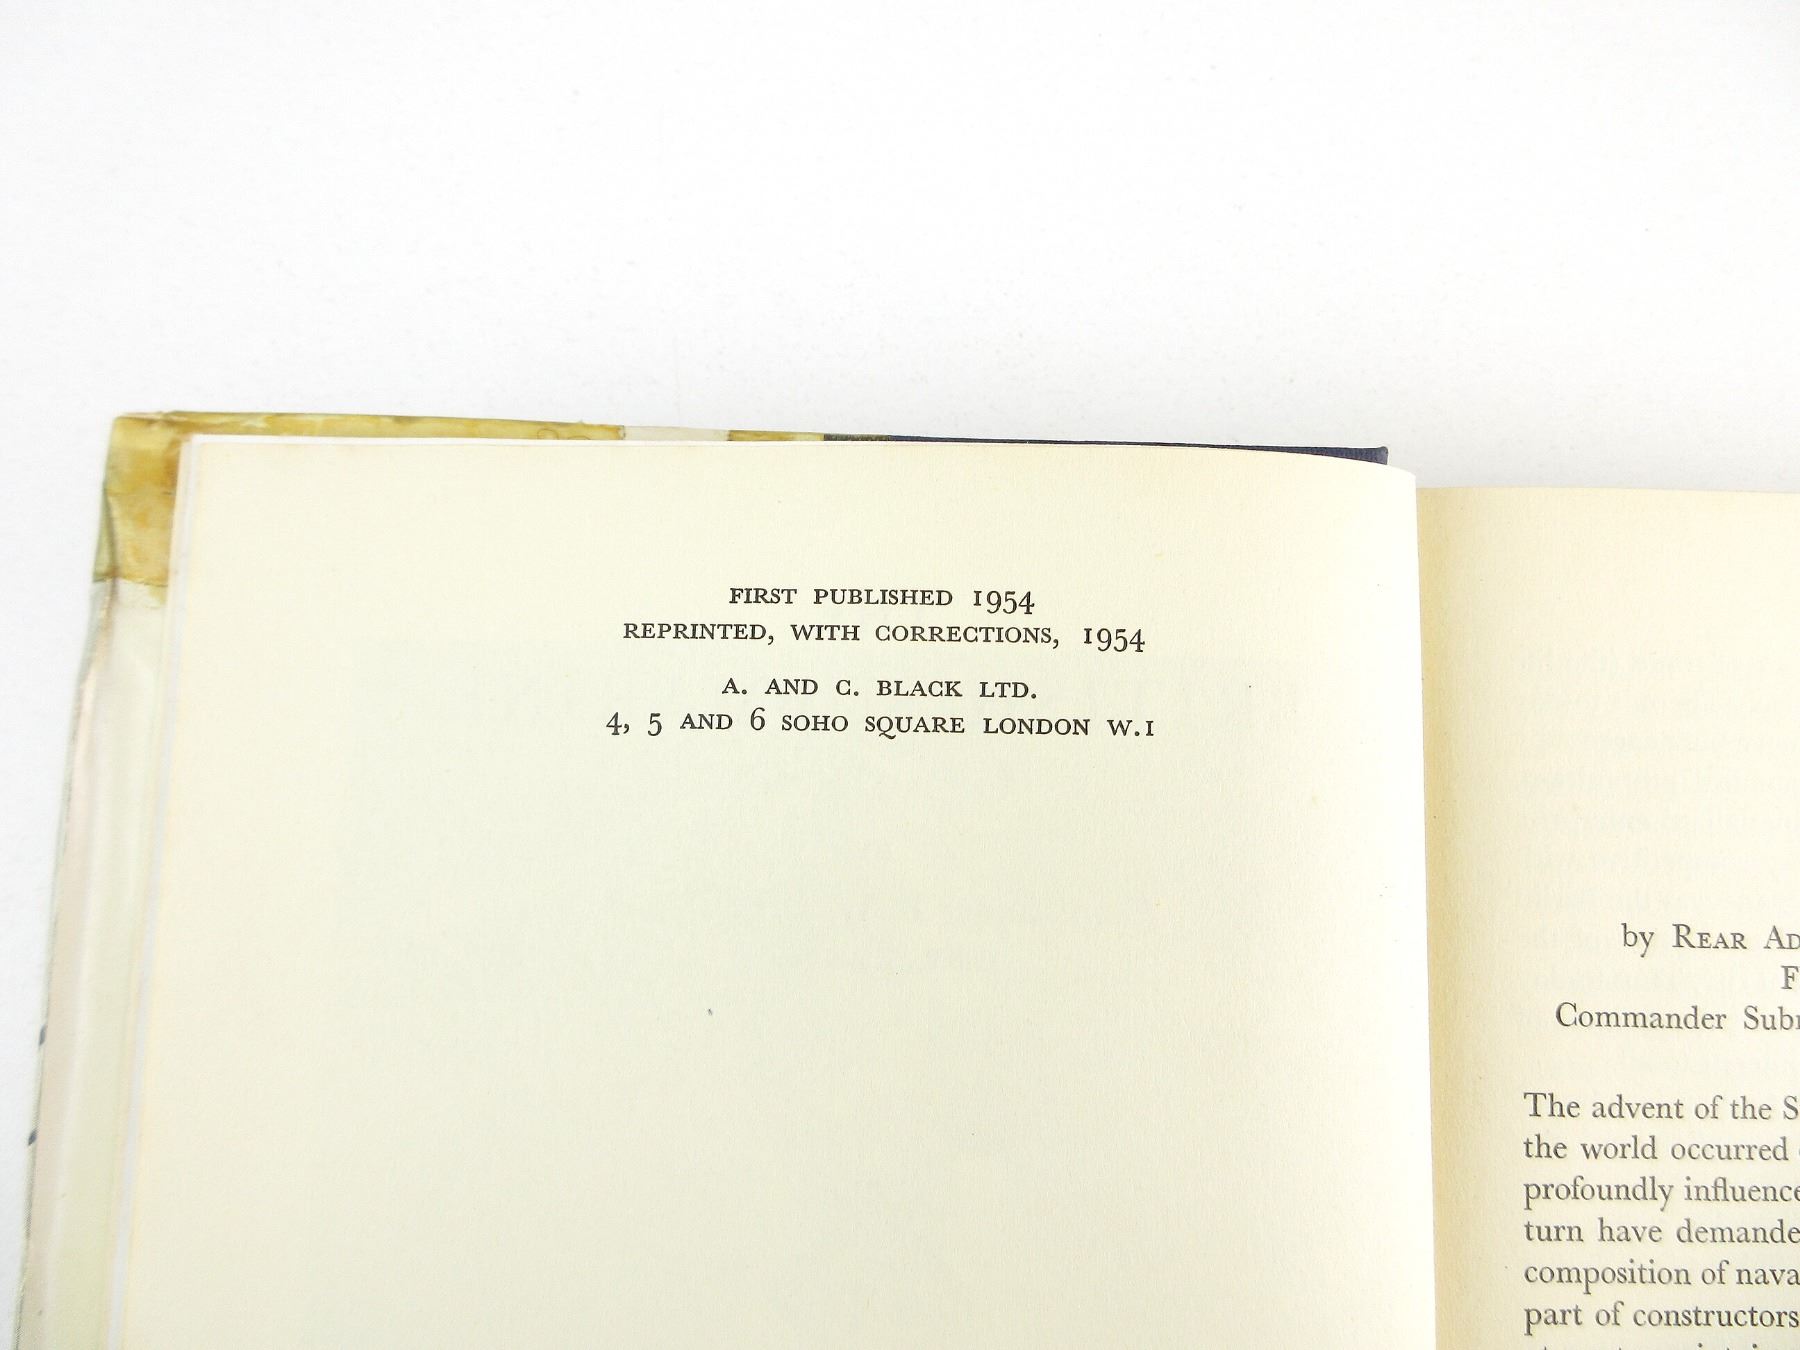 FIRST PUBLISHED 1954
REPRINTED, WITH CORRECTIONS, 1954
A. AND C. BLACK LTD.
4, 5 AND 6 SOHO SQUARE LONDON W.1
by REAR
Commander
The advent of the
the world occurred
profoundly
turn have
composition of
part of constructors